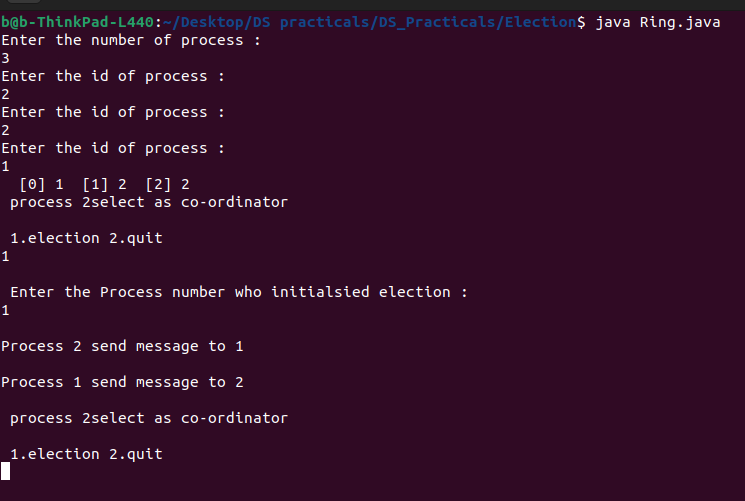 b@b-ThinkPad-L440:~/Desktop/DS practicals/DS_Practicals/Election$ java Ring.java
Enter the number of process :
3
Enter the id of process :
2
Enter the id of process :
2
Enter the id of process :
1
  [0] 1  [1] 2  [2] 2
 process 2select as co-ordinator
 1.election 2.quit
1
 Enter the Process number who initialsied election :
1
Process 2 send message to 1
Process 1 send message to 2
 process 2select as co-ordinator
 1.election 2.quit